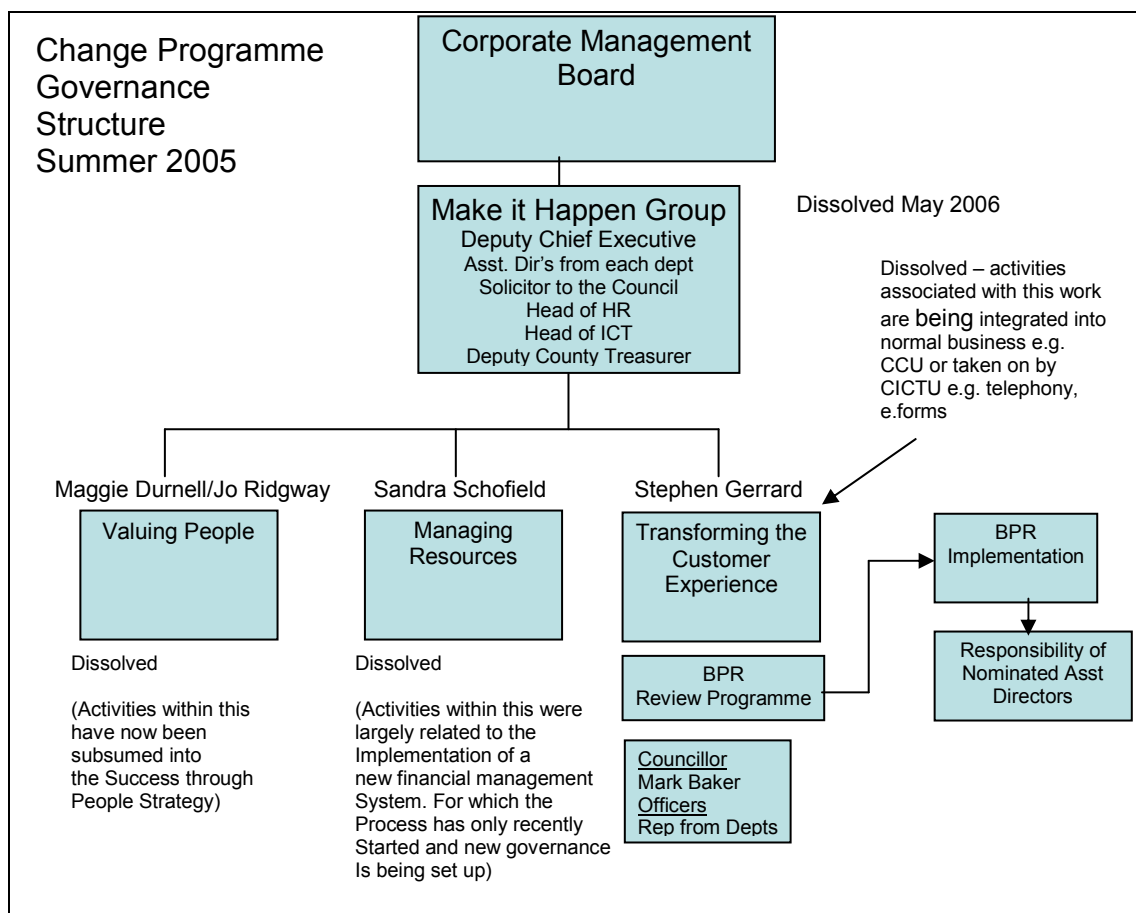 Change Programme
Governance
Structure
Summer 2005
Corporate Management
Board
Make it Happen Group
Deputy Chief Executive
Asst. Dir's from each dept
Solicitor to the Council
Head of HR
Head of ICT
Deputy County Treasurer
Dissolved May 2006
Dissolved – activities
associated with this work
are being integrated into
normal business e.g.
CCU or taken on by
CICTU e.g. telephony,
e.forms
Maggie Durnell/Jo Ridgway
Valuing People
Dissolved
(Activities within this
have now been
subsumed into
the Success through
People Strategy)
Sandra Schofield
Managing
Resources
Dissolved
(Activities within this were
largely related to the
Implementation of a
new financial management
System. For which the
Process has only recently
Started and new governance
Is being set up)
Stephen Gerrard
Transforming the
Customer
Experience
BPR
Review Programme
Councillor
Mark Baker
Officers
Rep from Depts
BPR
Implementation
Responsibility of
Nominated Asst
Directors